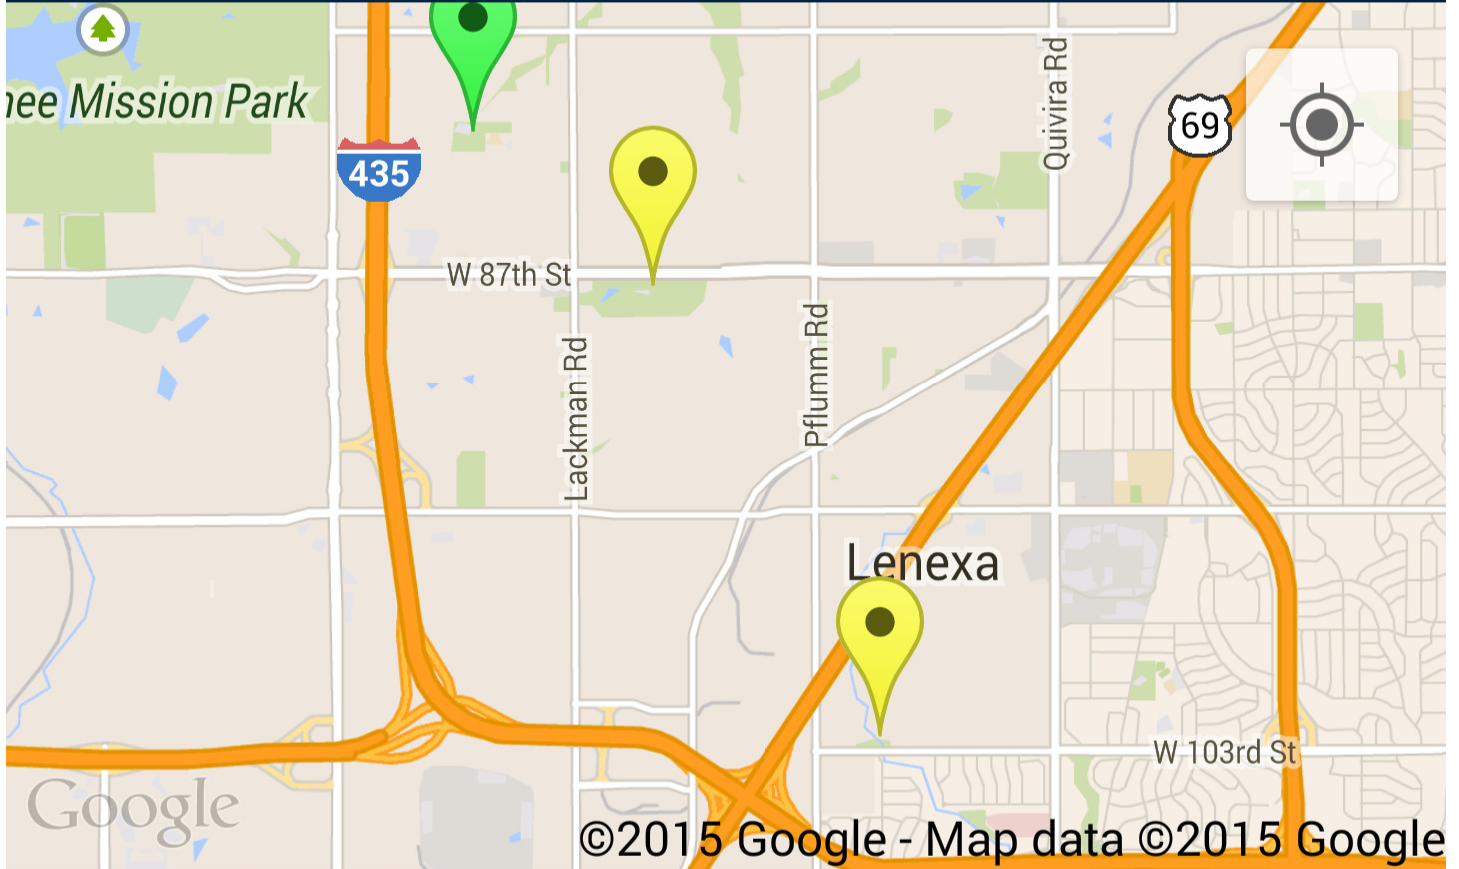 nee Mission Park
Quivira Rd
69
435
W 87th St
Lackman Rd
Pflumm Rd
Lenexa
W 103rd St
Google
©2015 Google - Map data ©2015 Google